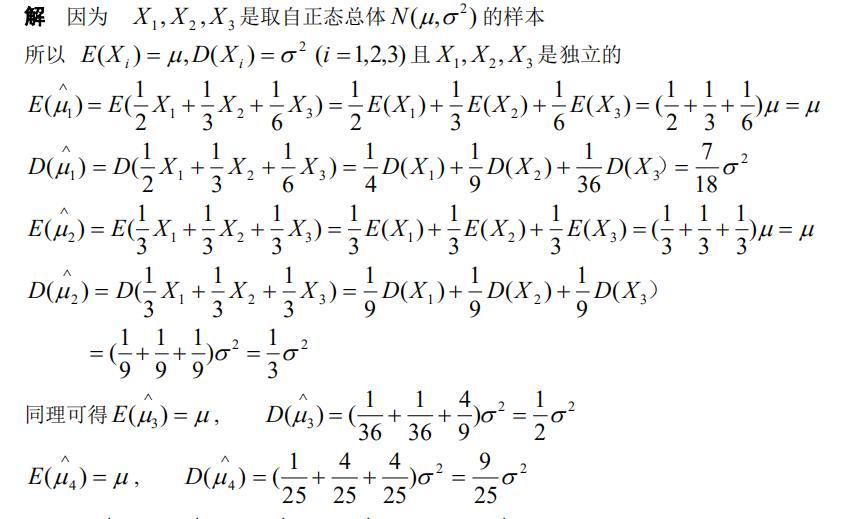 解 因为 X₁,X₂,X₃是取自正态总体 N(μ,σ²) 的样本
所以 E(Xᵢ) = μ, D(Xᵢ) = σ² (i = 1,2,3) 且 X₁,X₂,X₃是独立的
E(μ̂₁) = E(1/2 X₁ + 1/3 X₂ + 1/6 X₃) = 1/2 E(X₁) + 1/3 E(X₂) + 1/6 E(X₃) = (1/2 + 1/3 + 1/6)μ = μ
D(μ̂₁) = D(1/2 X₁ + 1/3 X₂ + 1/6 X₃) = 1/4 D(X₁) + 1/9 D(X₂) + 1/36 D(X₃) = 7/18 σ²
E(μ̂₂) = E(1/3 X₁ + 1/3 X₂ + 1/3 X₃) = 1/3 E(X₁) + 1/3 E(X₂) + 1/3 E(X₃) = (1/3 + 1/3 + 1/3)μ = μ
D(μ̂₂) = D(1/3 X₁ + 1/3 X₂ + 1/3 X₃) = 1/9 D(X₁) + 1/9 D(X₂) + 1/9 D(X₃)
= (1/9 + 1/9 + 1/9)σ² = 1/3 σ²
同理可得 E(μ̂₃) = μ, D(μ̂₃) = (1/36 + 1/36 + 4/9)σ² = 1/2 σ²
E(μ̂₄) = μ, D(μ̂₄) = (1/25 + 4/25 + 4/25)σ² = 9/25 σ²